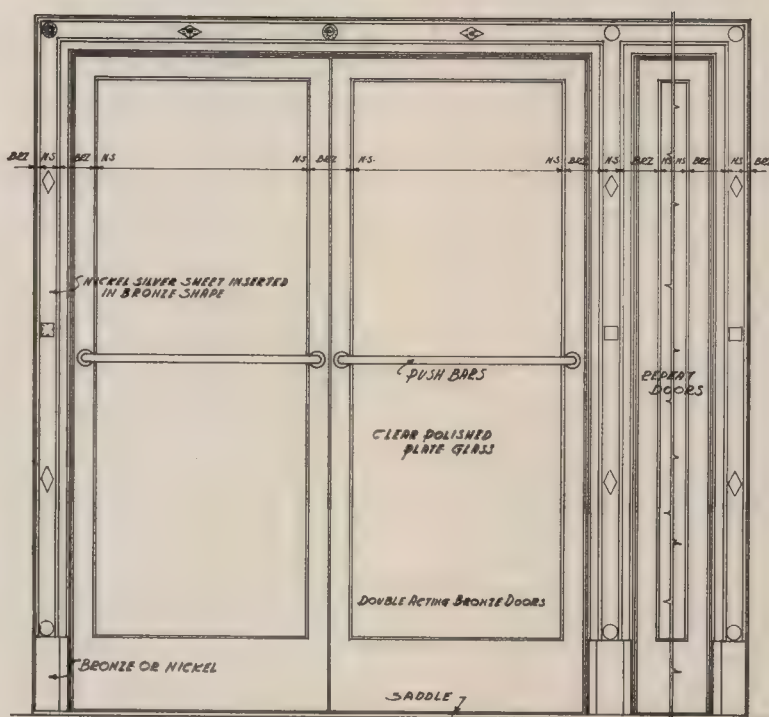 BRZ N.S BRZ N.S N.S BRZ N.S. N.S BRZ N.S BRZ N.S N.S BRZ N.S BRZ
NICKEL SILVER SHEET INSERTED
IN BRONZE SHAPE
PUSH BARS
REPEAT
DOORS
CLEAR POLISHED
PLATE GLASS
DOUBLE ACTING BRONZE DOORS
BRONZE OR NICKEL
SADDLE